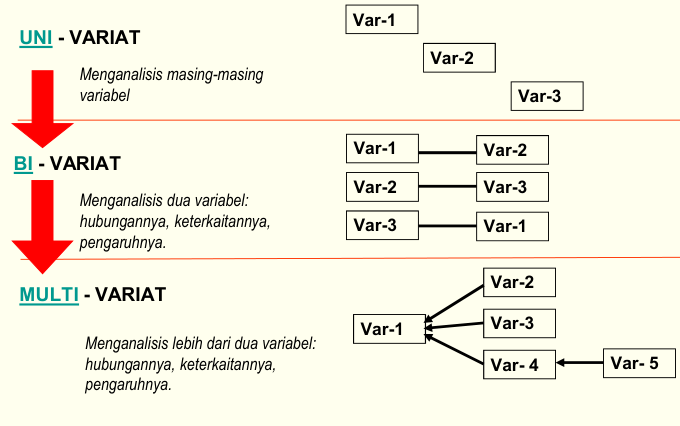 UNI - VARIAT
Menganalisis masing-masing
variabel
Var-1
Var-2
Var-3
BI - VARIAT
Menganalisis dua variabel:
hubungannya, keterkaitannya,
pengaruhnya.
Var-1 Var-2
Var-2 Var-3
Var-3 Var-1
MULTI - VARIAT
Menganalisis lebih dari dua variabel:
hubungannya, keterkaitannya,
pengaruhnya.
Var-2
Var-1
Var-3
Var- 4 Var- 5